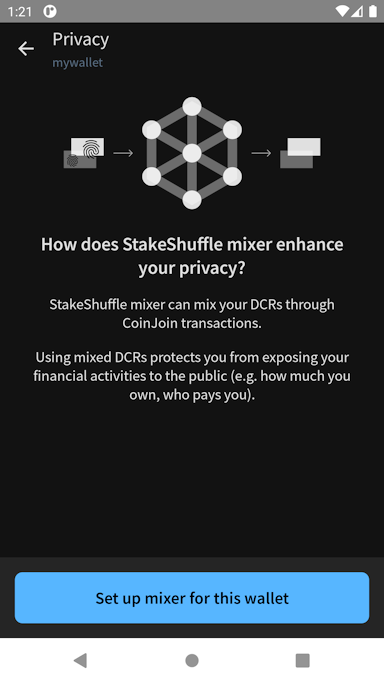 1:21
Privacy
mywallet
How does StakeShuffle mixer enhance
your privacy?
StakeShuffle mixer can mix your DCRs through
CoinJoin transactions.
Using mixed DCRs protects you from exposing your
financial activities to the public (e.g. how much you
own, who pays you).
Set up mixer for this wallet